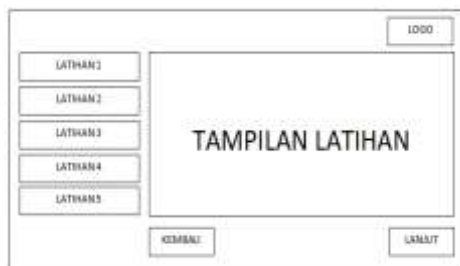 LOGO
LATIHAN 1
LATIHAN 2
LATIHAN 3
LATIHAN 4
LATIHAN 5
TAMPILAN LATIHAN
KEMBALI
LANJUT